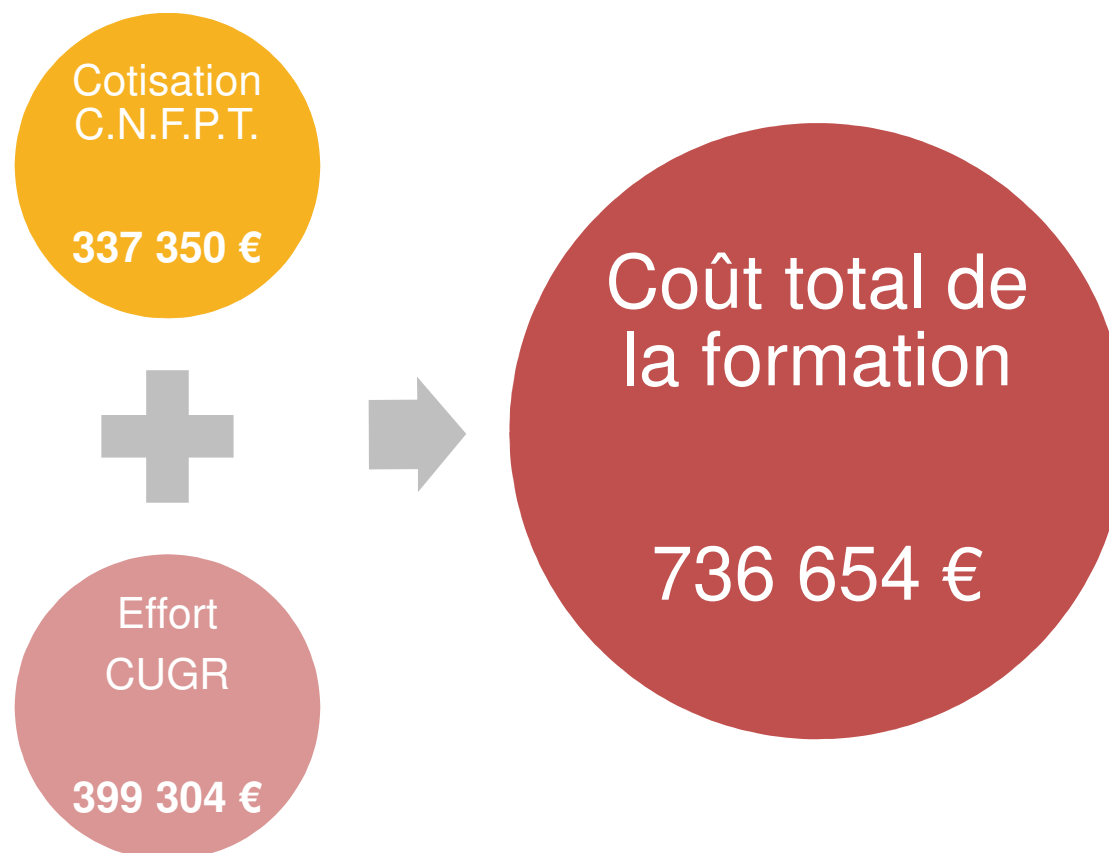 Cotisation
C.N.F.P.T.
337 350 €
Effort
CUGR
399 304 €
Coût total de
la formation
736 654 €